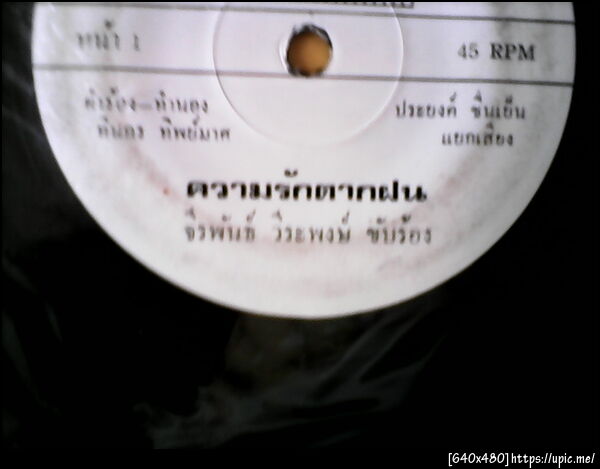 หน้า 1
45 RPM
คำร้อง—ทำนอง
ทินกร ทิพย์มาศ
ประยงค์ ชื่นเย็น
แยกเสียง
ความรักตากฝน
จีรพันธ์ วีระพงษ์ ขับร้อง
[640x480]https://upic.me/